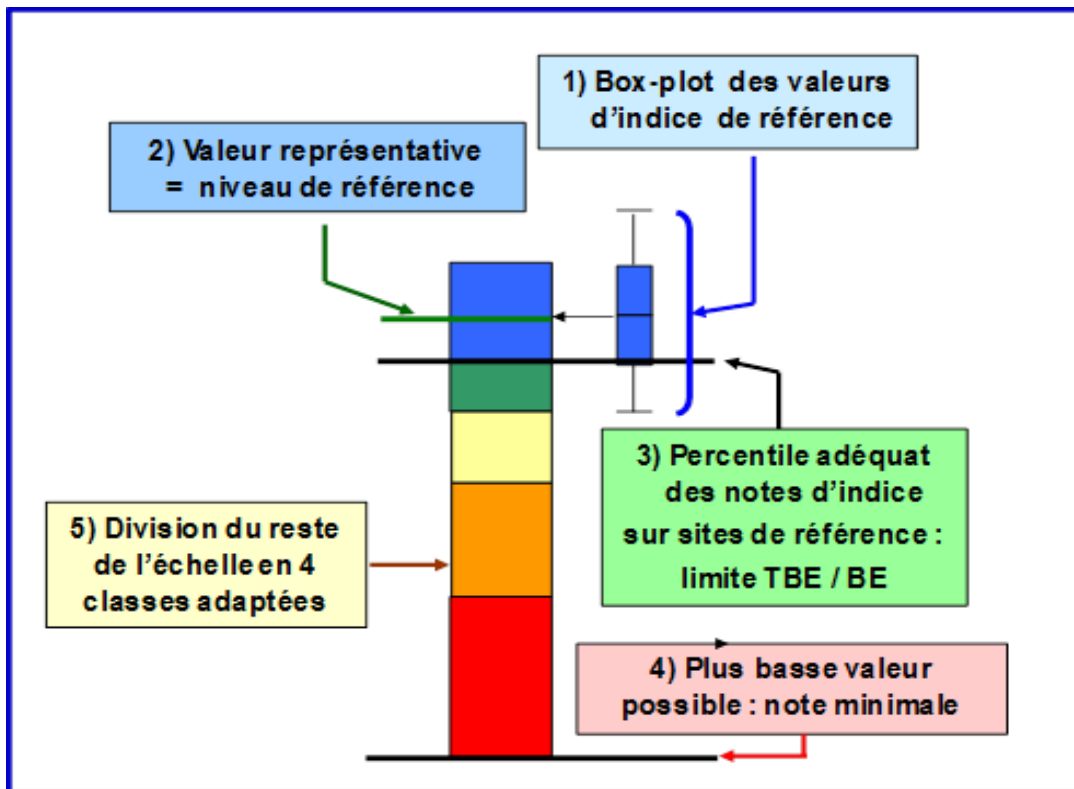 1) Box-plot des valeurs
d'indice de référence
2) Valeur représentative
= niveau de référence
3) Percentile adéquat
des notes d'indice
sur sites de référence :
limite TBE / BE
5) Division du reste
de l'échelle en 4
classes adaptées
4) Plus basse valeur
possible : note minimale